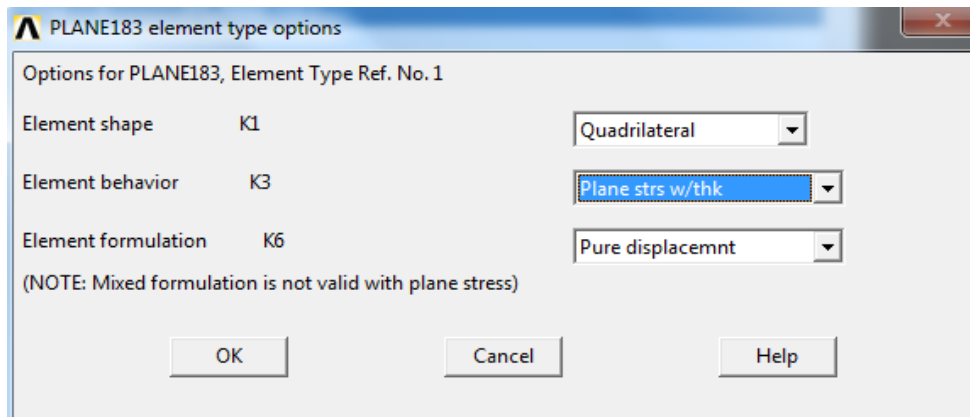 PLANE183 element type options
Options for PLANE183, Element Type Ref. No. 1
Element shape K1 Quadrilateral
Element behavior K3 Plane strs w/thk
Element formulation K6 Pure displacemnt
(NOTE: Mixed formulation is not valid with plane stress)
OK Cancel Help